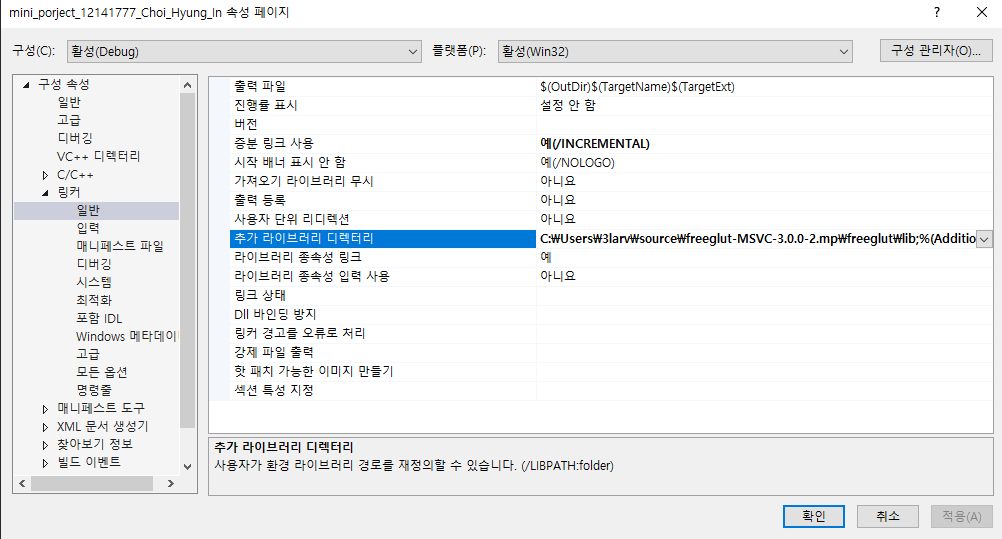 mini_porject_12141777_Choi_Hyung_In 속성 페이지
? ×
구성(C): 활성(Debug) 플랫폼(P): 활성(Win32) 구성 관리자(O)...
구성 속성
일반
고급
디버깅
VC++ 디렉터리
C/C++
링커
일반
입력
매니페스트 파일
디버깅
시스템
최적화
포함 IDL
Windows 메타데이
고급
모든 옵션
명령줄
매니페스트 도구
XML 문서 생성기
찾아보기 정보
빌드 이벤트
출력 파일 $(OutDir)$(TargetName)$(TargetExt)
진행률 표시 설정 안 함
버전
증분 링크 사용 예(/INCREMENTAL)
시작 배너 표시 안 함 예(/NOLOGO)
가져오기 라이브러리 무시 아니요
출력 등록 아니요
사용자 단위 리디렉션 아니요
추가 라이브러리 디렉터리 C:₩Users₩3larv₩source₩freeglut-MSVC-3.0.0-2.mp₩freeglut₩lib;%(Additio
라이브러리 종속성 링크 예
라이브러리 종속성 입력 사용 아니요
링크 상태
Dll 바인딩 방지
링커 경고를 오류로 처리
강제 파일 출력
핫 패치 가능한 이미지 만들기
섹션 특성 지정
추가 라이브러리 디렉터리
사용자가 환경 라이브러리 경로를 재정의할 수 있습니다. (/LIBPATH:folder)
확인 취소 적용(A)